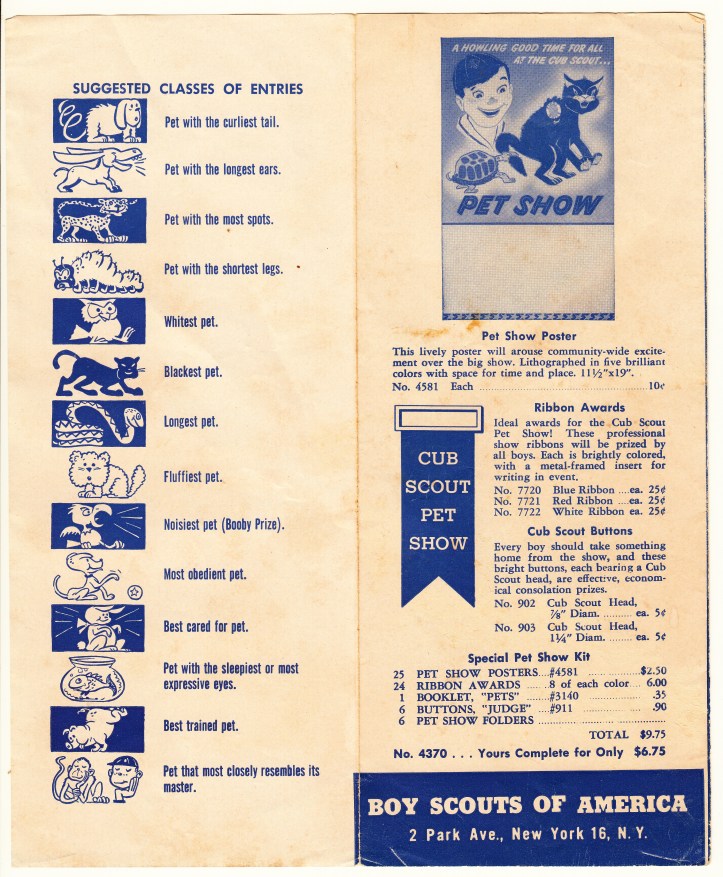 SUGGESTED CLASSES OF ENTRIES
Pet with the curliest tail.
Pet with the longest ears.
Pet with the most spots.
Pet with the shortest legs.
Whitest pet.
Blackest pet.
Longest pet.
Fluffiest pet.
Noisiest pet (Booby Prize).
Most obedient pet.
Best cared for pet.
Pet with the sleepiest or most
expressive eyes.
Best trained pet.
Pet that most closely resembles its
master.
A HOWLING GOOD TIME FOR ALL
AT THE CUB SCOUT...
PET SHOW
Pet Show Poster
This lively poster will arouse community-wide excite-
ment over the big show. Lithographed in five brilliant
colors with space for time and place. 11½"x19".
No. 4581 Each ........ 10¢
CUB
SCOUT
PET
SHOW
Ribbon Awards
Ideal awards for the Cub Scout
Pet Show! These professional
show ribbons will be prized by
all boys. Each is brightly colored,
with a metal-framed insert for
writing in event.
No. 7720 Blue Ribbon ....ea. 25¢
No. 7721 Red Ribbon ....ea. 25¢
No. 7722 White Ribbon ..ea. 25¢
Cub Scout Buttons
Every boy should take something
home from the show, and these
bright buttons, each bearing a Cub
Scout head, are effective, econom-
ical consolation prizes.
No. 902 Cub Scout Head,
⅞" Diam. .......... ea. 5¢
No. 903 Cub Scout Head,
1¼" Diam. ......... ea. 5¢
Special Pet Show Kit
25 PET SHOW POSTERS...#4581 ............$2.50
24 RIBBON AWARDS ..... 8 of each color.... 6.00
1 BOOKLET, "PETS" .......#3140 ............ .35
6 BUTTONS, "JUDGE" ...#911 .............. .90
6 PET SHOW FOLDERS..............................
TOTAL $9.75
No. 4370 . . . Yours Complete for Only $6.75
BOY SCOUTS OF AMERICA
2 Park Ave., New York 16, N. Y.